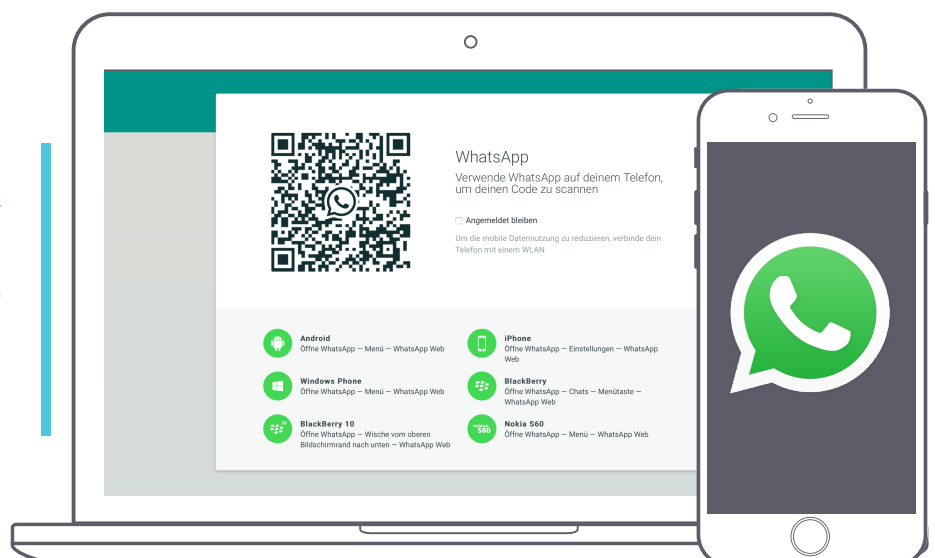 WhatsApp
Verwende WhatsApp auf deinem Telefon,
um deinen Code zu scannen
Angemeldet bleiben
Um die mobile Datennutzung zu reduzieren, verbinde dein
Telefon mit einem WLAN
Android
Öffne WhatsApp — Menü — WhatsApp Web
iPhone
Öffne WhatsApp — Einstellungen — WhatsApp
Web
Windows Phone
Öffne WhatsApp — Menü — WhatsApp Web
BlackBerry
Öffne WhatsApp — Chats — Menütaste —
WhatsApp Web
10
BlackBerry 10
Öffne WhatsApp — Wische vom oberen
Bildschirmrand nach unten — WhatsApp Web
NOKIA
S60
Nokia S60
Öffne WhatsApp — Menü — WhatsApp Web